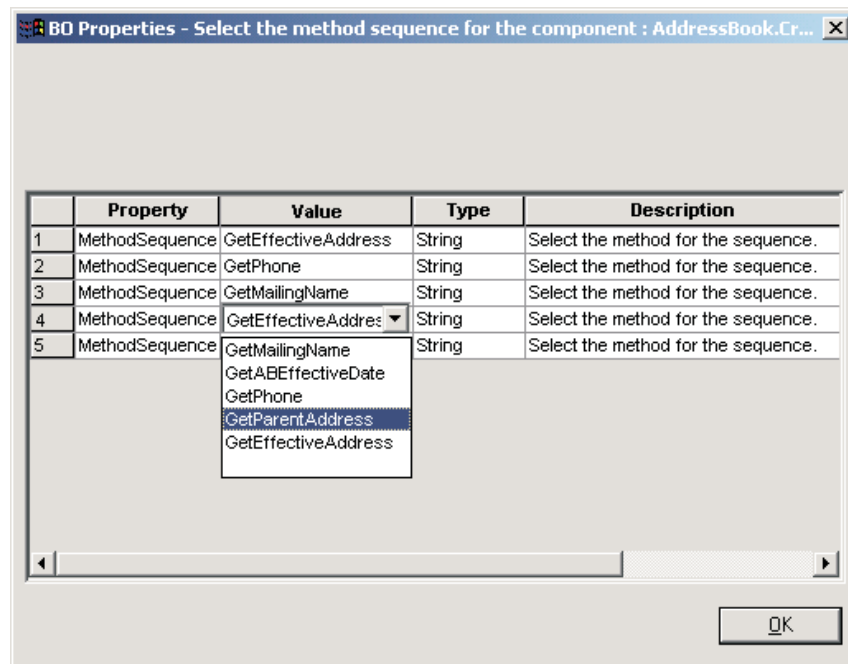 BO Properties - Select the method sequence for the component : AddressBook.Cr...
Property Value Type Description
1 MethodSequence GetEffectiveAddress String Select the method for the sequence.
2 MethodSequence GetPhone String Select the method for the sequence.
3 MethodSequence GetMailingName String Select the method for the sequence.
4 MethodSequence GetEffectiveAddres String Select the method for the sequence.
5 MethodSequence String Select the method for the sequence.
GetMailingName
GetABEffectiveDate
GetPhone
GetParentAddress
GetEffectiveAddress
OK